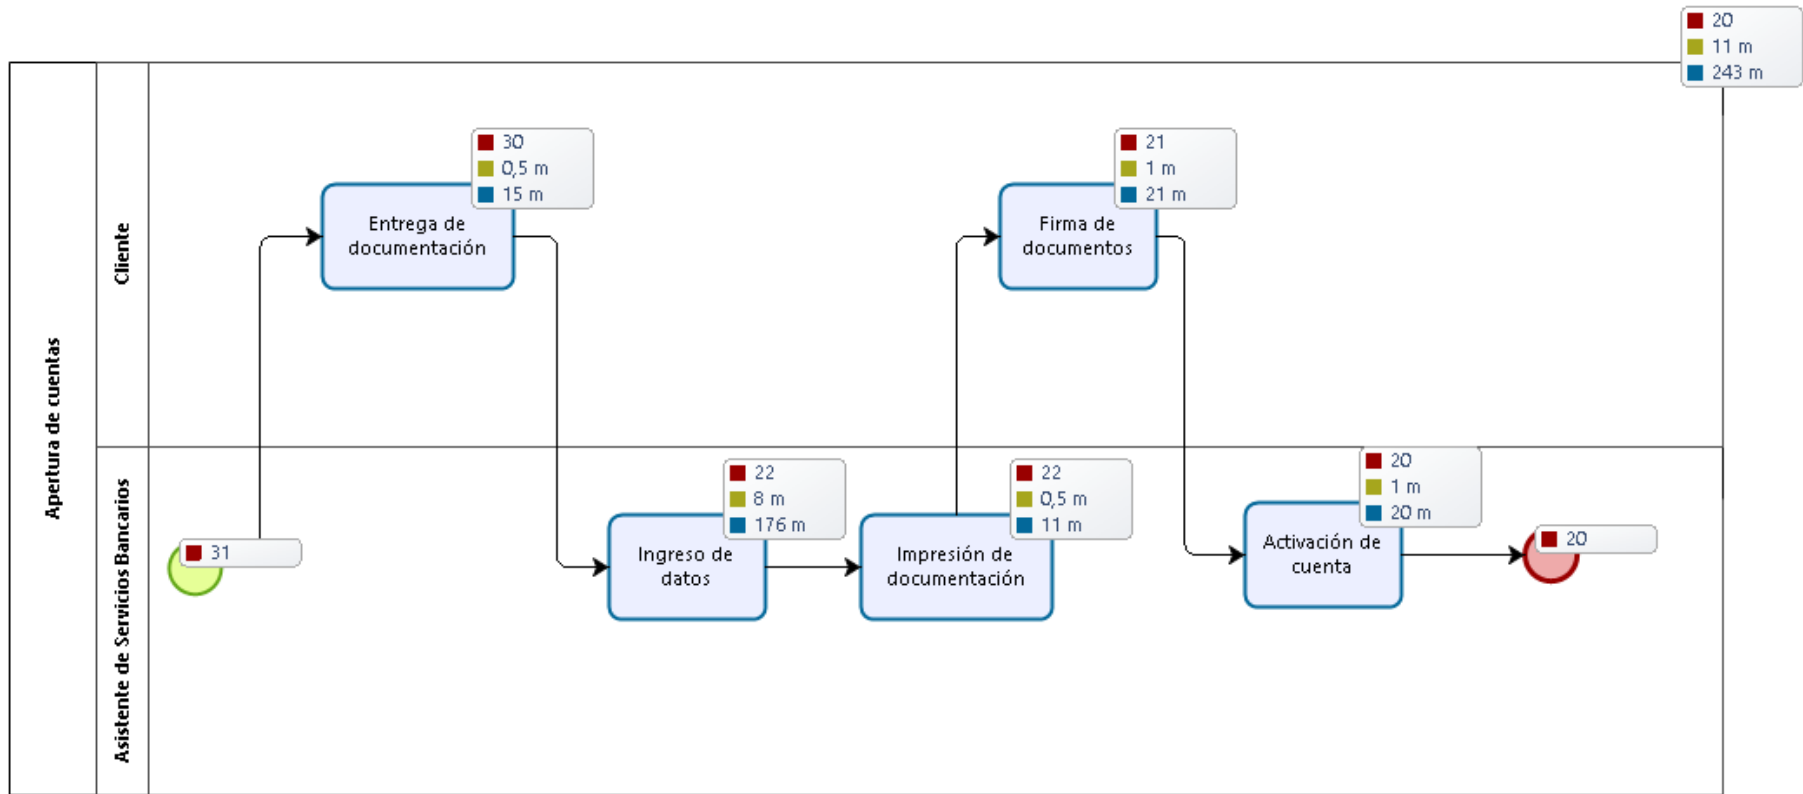 20
11 m
243 m
Apertura de cuentas
Cliente
30
0,5 m
15 m
Entrega de
documentación
21
1 m
21 m
Firma de
documentos
Asistente de Servicios Bancarios
31
22
8 m
176 m
Ingreso de
datos
22
0,5 m
11 m
Impresión de
documentación
20
1 m
20 m
Activación de
cuenta
20